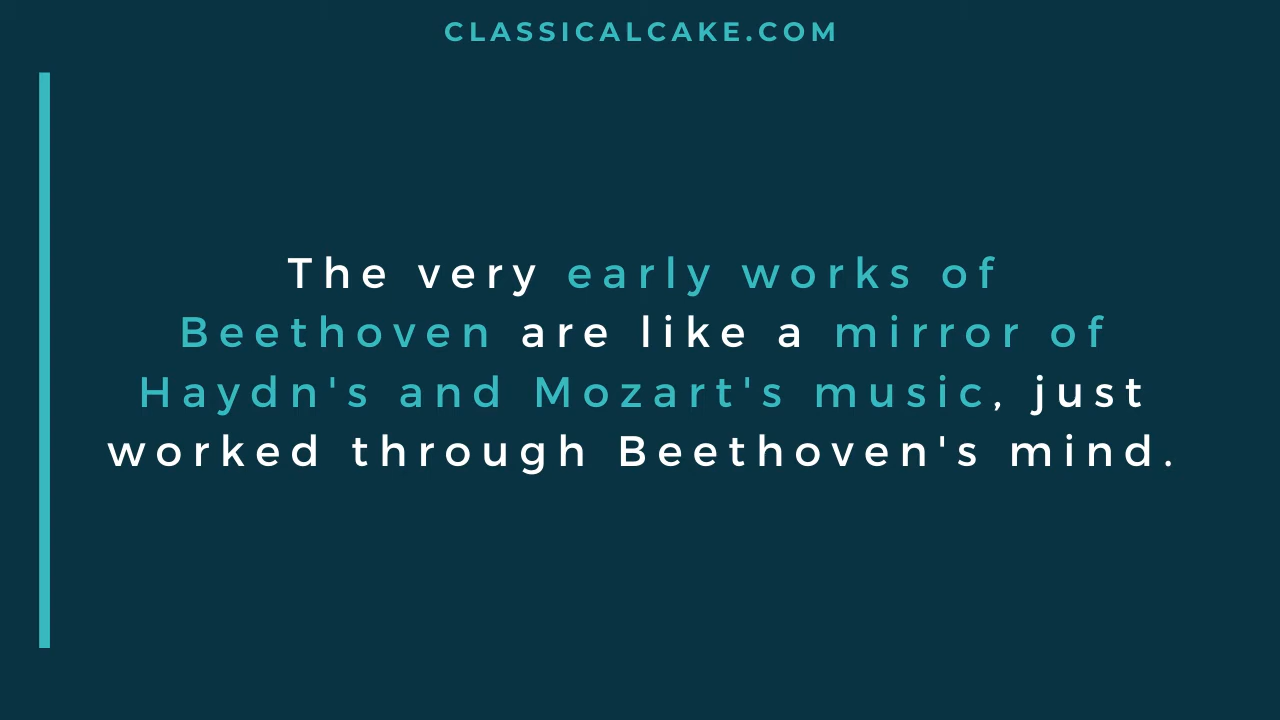 CLASSICALCAKE.COM
The very early works of
Beethoven are like a mirror of
Haydn's and Mozart's music, just
worked through Beethoven's mind.